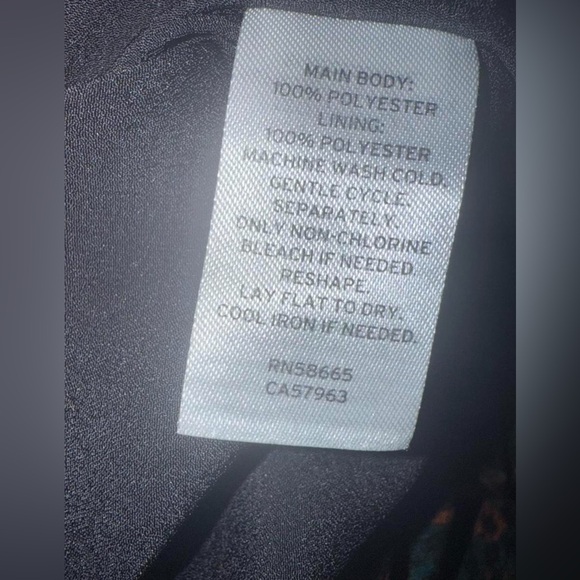 MAIN BODY:
100% POLYESTER
LINING:
100% POLYESTER
MACHINE WASH COLD.
GENTLE CYCLE.
SEPARATELY.
ONLY NON-CHLORINE
BLEACH IF NEEDED.
RESHAPE.
LAY FLAT TO DRY.
COOL IRON IF NEEDED.
RN58665
CA57963